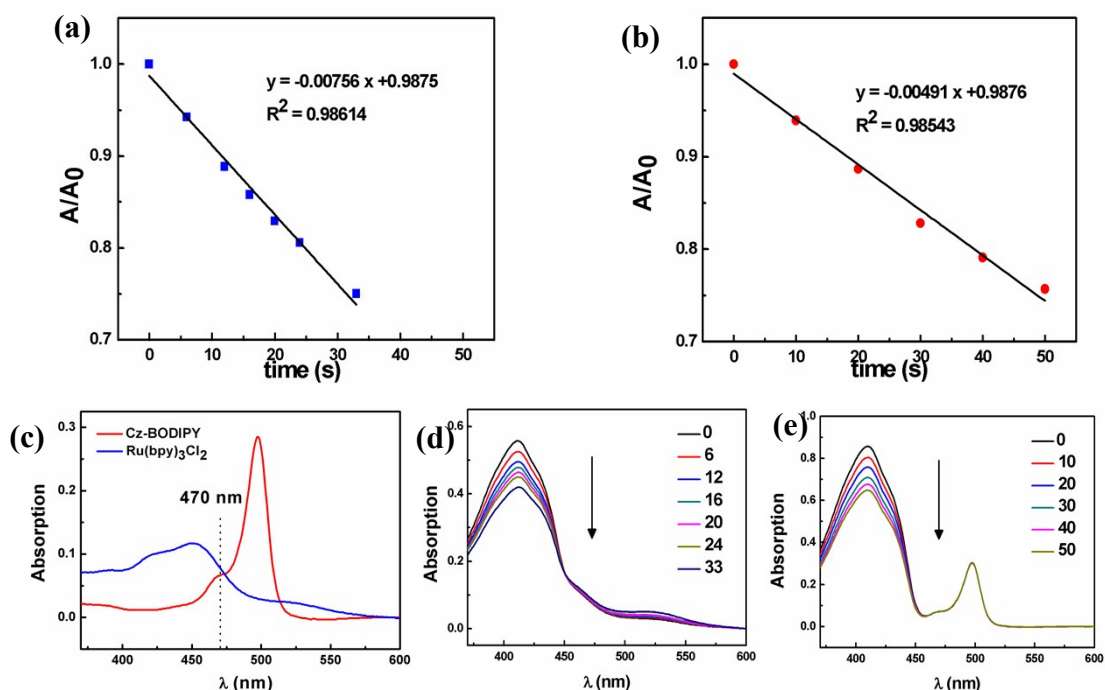 (a)
y = -0.00756 x +0.9875
R² = 0.98614
A/A₀
1.0
0.9
0.8
0.7
0 10 20 30 40 50
time (s)
(b)
y = -0.00491 x +0.9876
R² = 0.98543
A/A₀
1.0
0.9
0.8
0.7
0 10 20 30 40 50
time (s)
(c)
Cz-BODIPY
Ru(bpy)₃Cl₂
470 nm
Absorption
0.3
0.2
0.1
0.0
400 450 500 550 600
λ (nm)
(d)
0
6
12
16
20
24
33
Absorption
0.6
0.4
0.2
0.0
400 450 500 550 600
λ (nm)
(e)
0
10
20
30
40
50
Absorption
1.0
0.8
0.6
0.4
0.2
0.0
400 450 500 550 600
λ (nm)